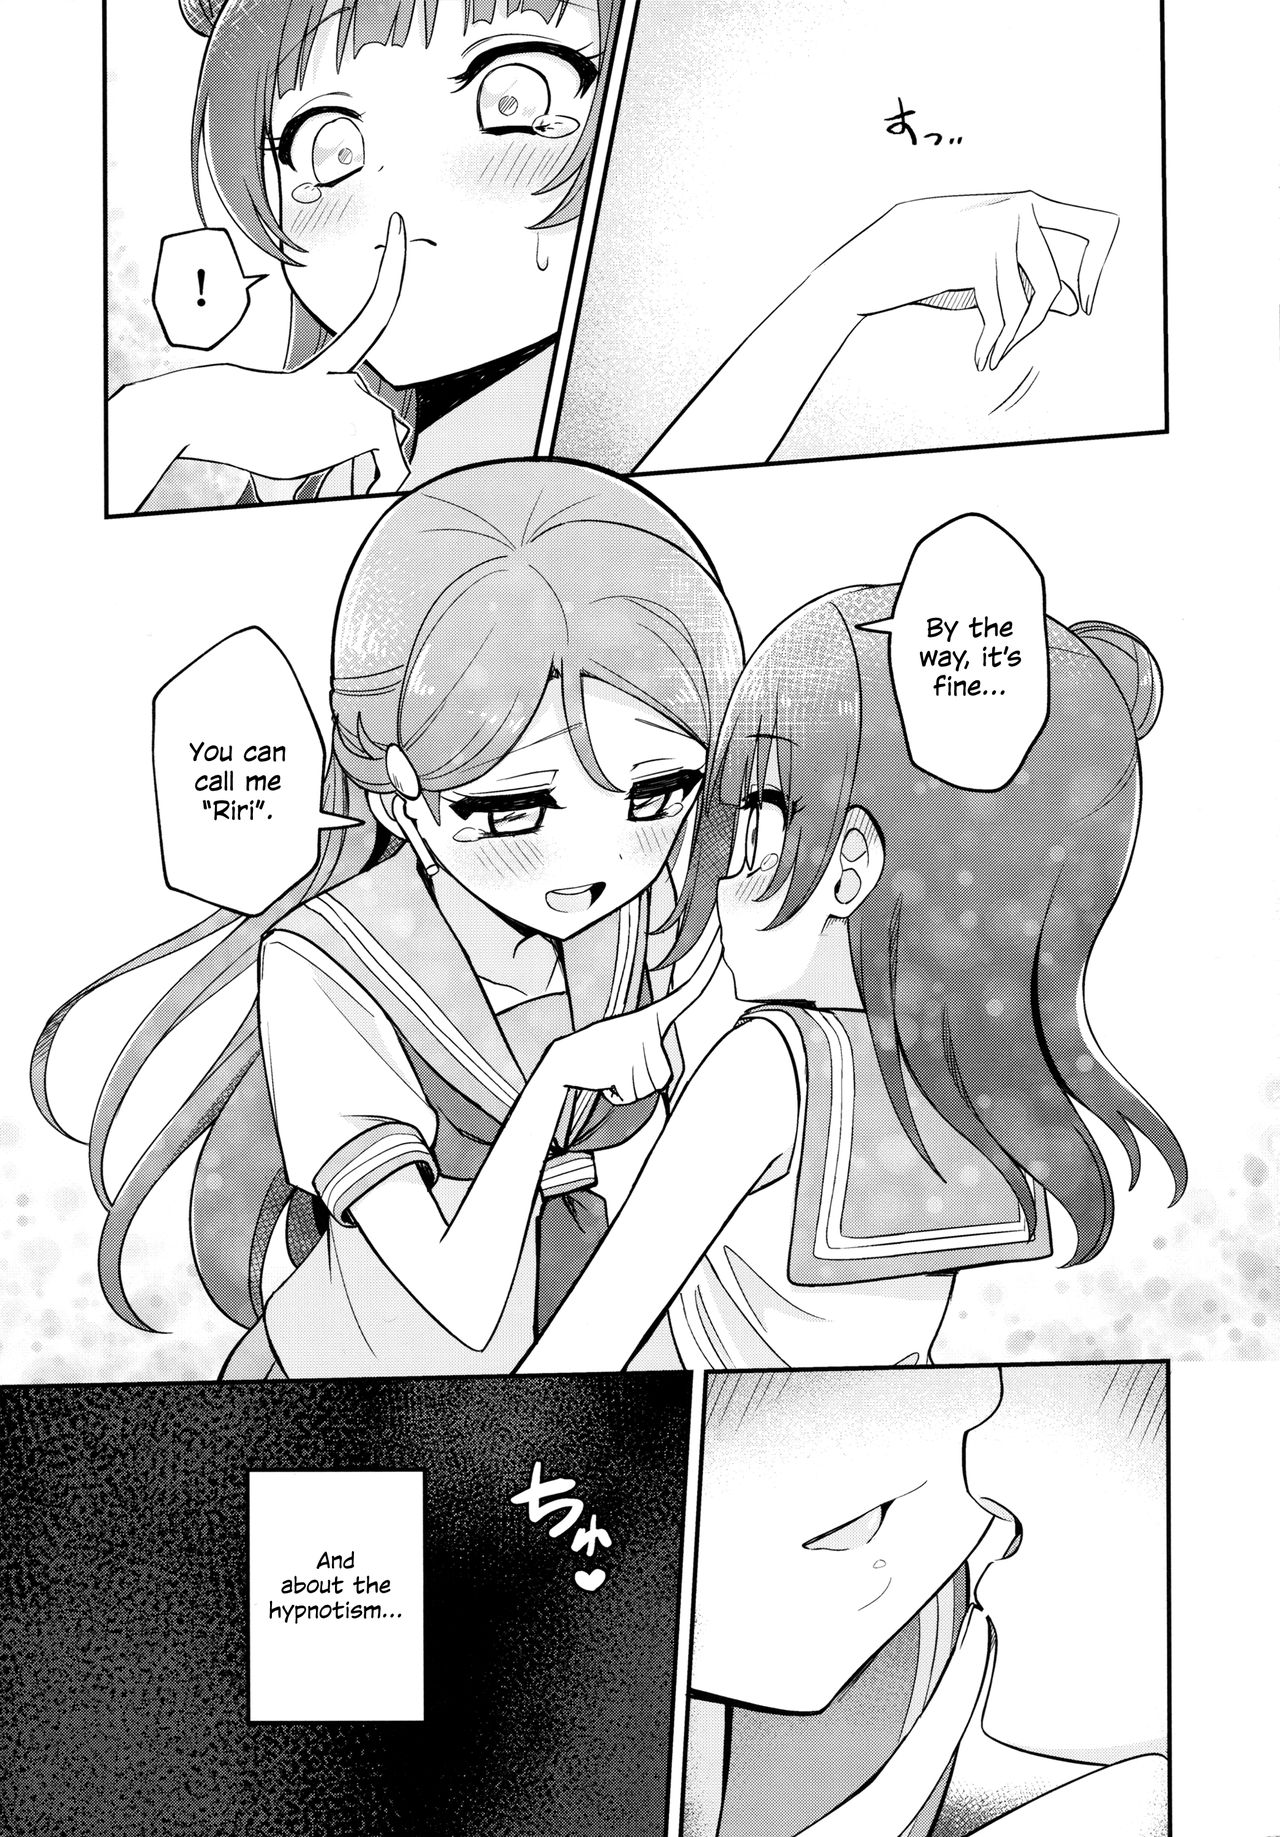 すっ..
!
By the
way, it's
fine...
You can
call me
"Riri".
ちゅ♥
And
about the
hypnotism...